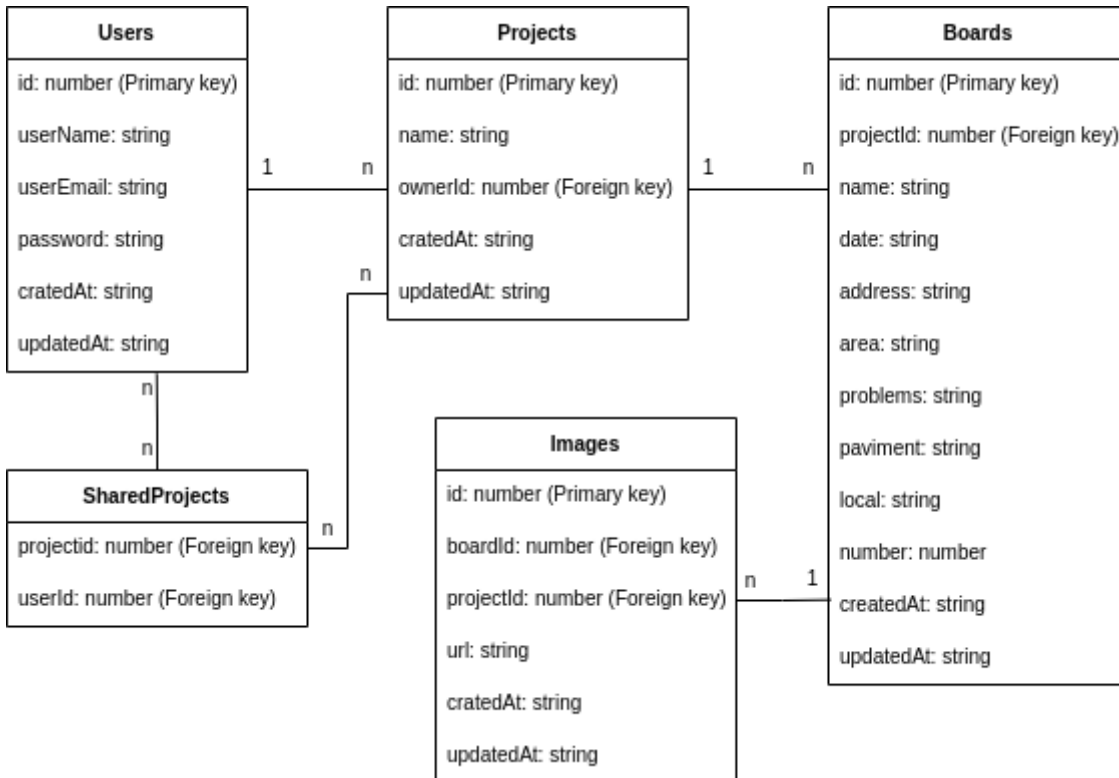 Users
id: number (Primary key)
userName: string
userEmail: string
password: string
cratedAt: string
updatedAt: string
1
n
Projects
id: number (Primary key)
name: string
ownerId: number (Foreign key)
cratedAt: string
updatedAt: string
1
n
Boards
id: number (Primary key)
projectId: number (Foreign key)
name: string
date: string
address: string
area: string
problems: string
paviment: string
local: string
number: number
createdAt: string
updatedAt: string
n
n
n
n
SharedProjects
projectid: number (Foreign key)
userId: number (Foreign key)
Images
id: number (Primary key)
boardId: number (Foreign key)
projectId: number (Foreign key)
url: string
cratedAt: string
updatedAt: string
n
1